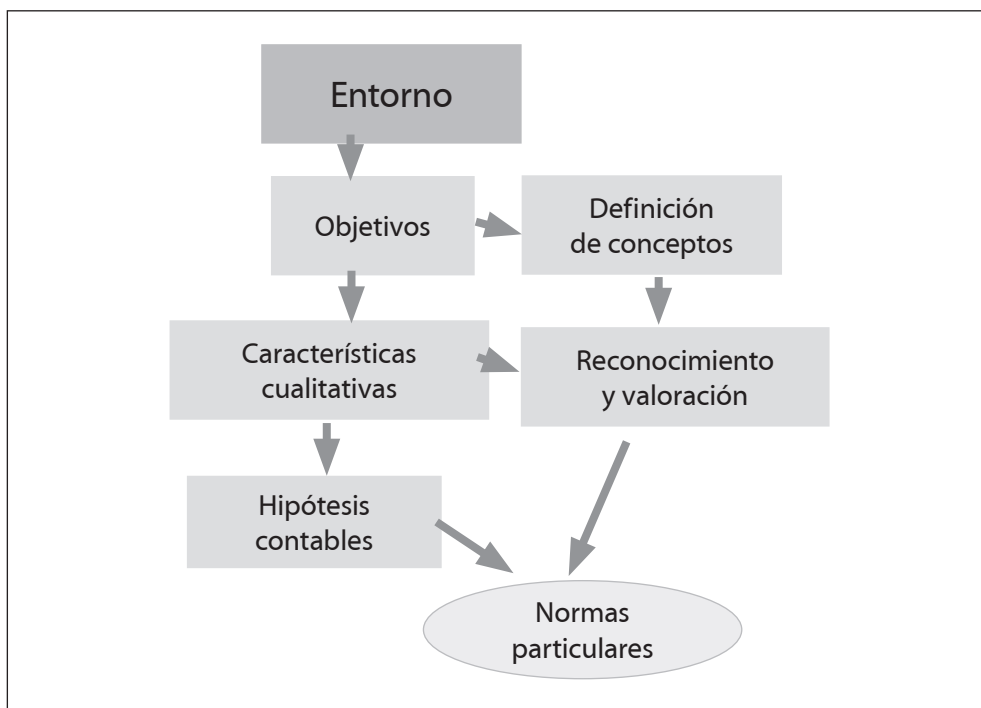 Entorno
Objetivos
Definición
de conceptos
Características
cualitativas
Reconocimiento
y valoración
Hipótesis
contables
Normas
particulares